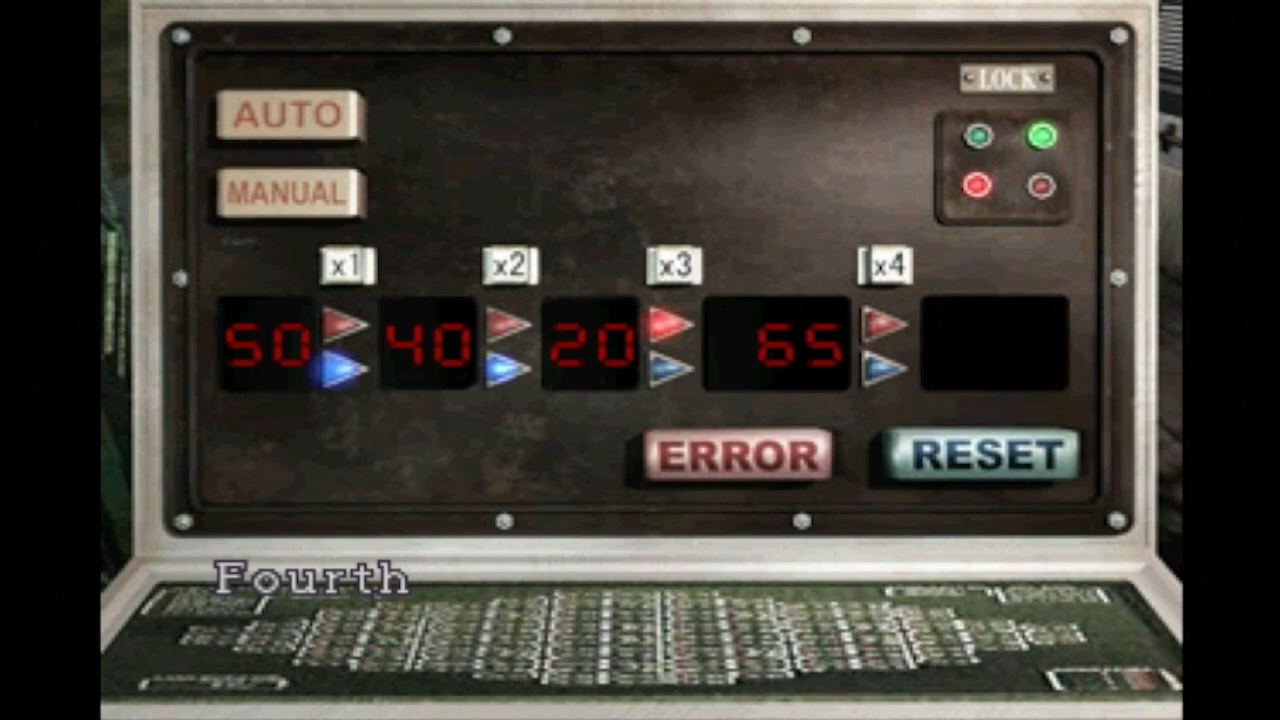 LOCK
AUTO
MANUAL
x1 x2 x3 x4
50 40 20 65
ERROR RESET
Fourth